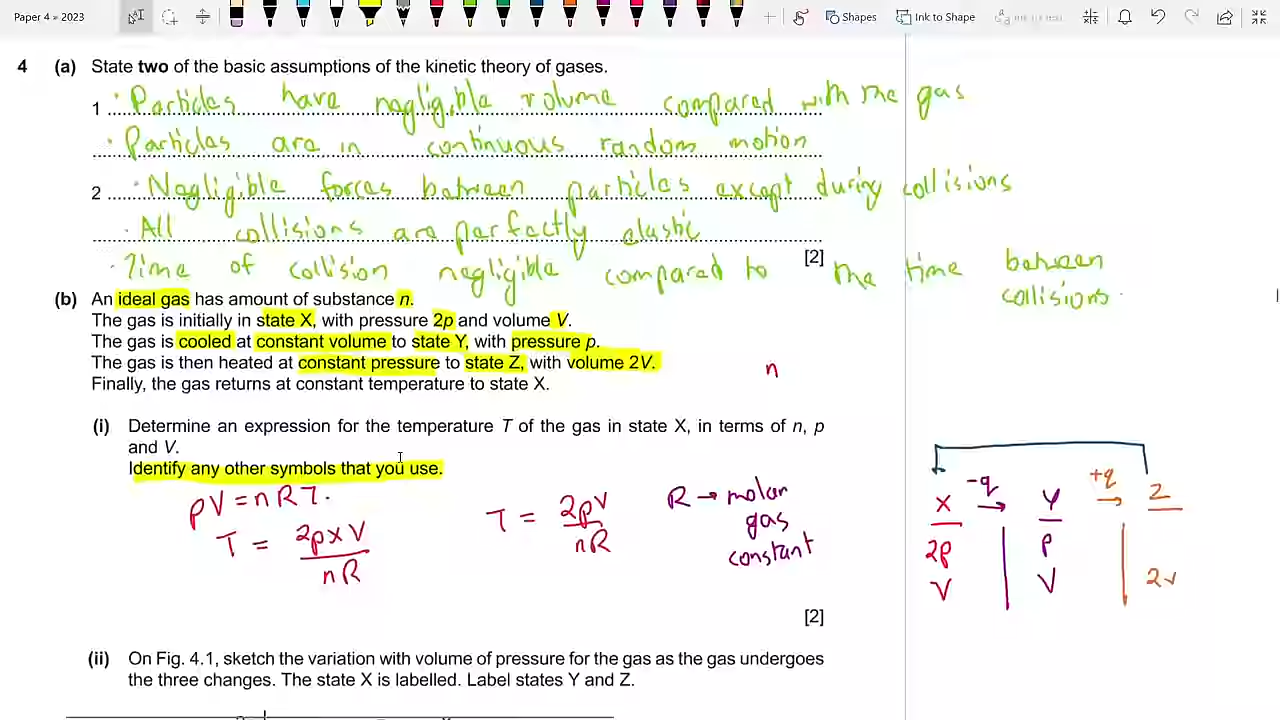 Paper 4 - 2023
Shapes
Ink to Shape
4 (a) State two of the basic assumptions of the kinetic theory of gases.
1 · Particles have negligible volume compared with the gas
· Particles are in continuous random motion
2 · Negligible forces between particles except during collisions
· All collisions are perfectly elastic
[2]
· Time of collision negligible compared to the time between
collisions.
(b) An ideal gas has amount of substance n.
The gas is initially in state X, with pressure 2p and volume V.
The gas is cooled at constant volume to state Y, with pressure p.
The gas is then heated at constant pressure to state Z, with volume 2V.
Finally, the gas returns at constant temperature to state X.
n
(i) Determine an expression for the temperature T of the gas in state X, in terms of n, p
and V.
Identify any other symbols that you use.
pV = nRT.
T = 2p x V
nR
T = 2pV
nR
R → molar
gas
constant
X -q → Y +q → Z
2p P
V V 2V
[2]
(ii) On Fig. 4.1, sketch the variation with volume of pressure for the gas as the gas undergoes
the three changes. The state X is labelled. Label states Y and Z.